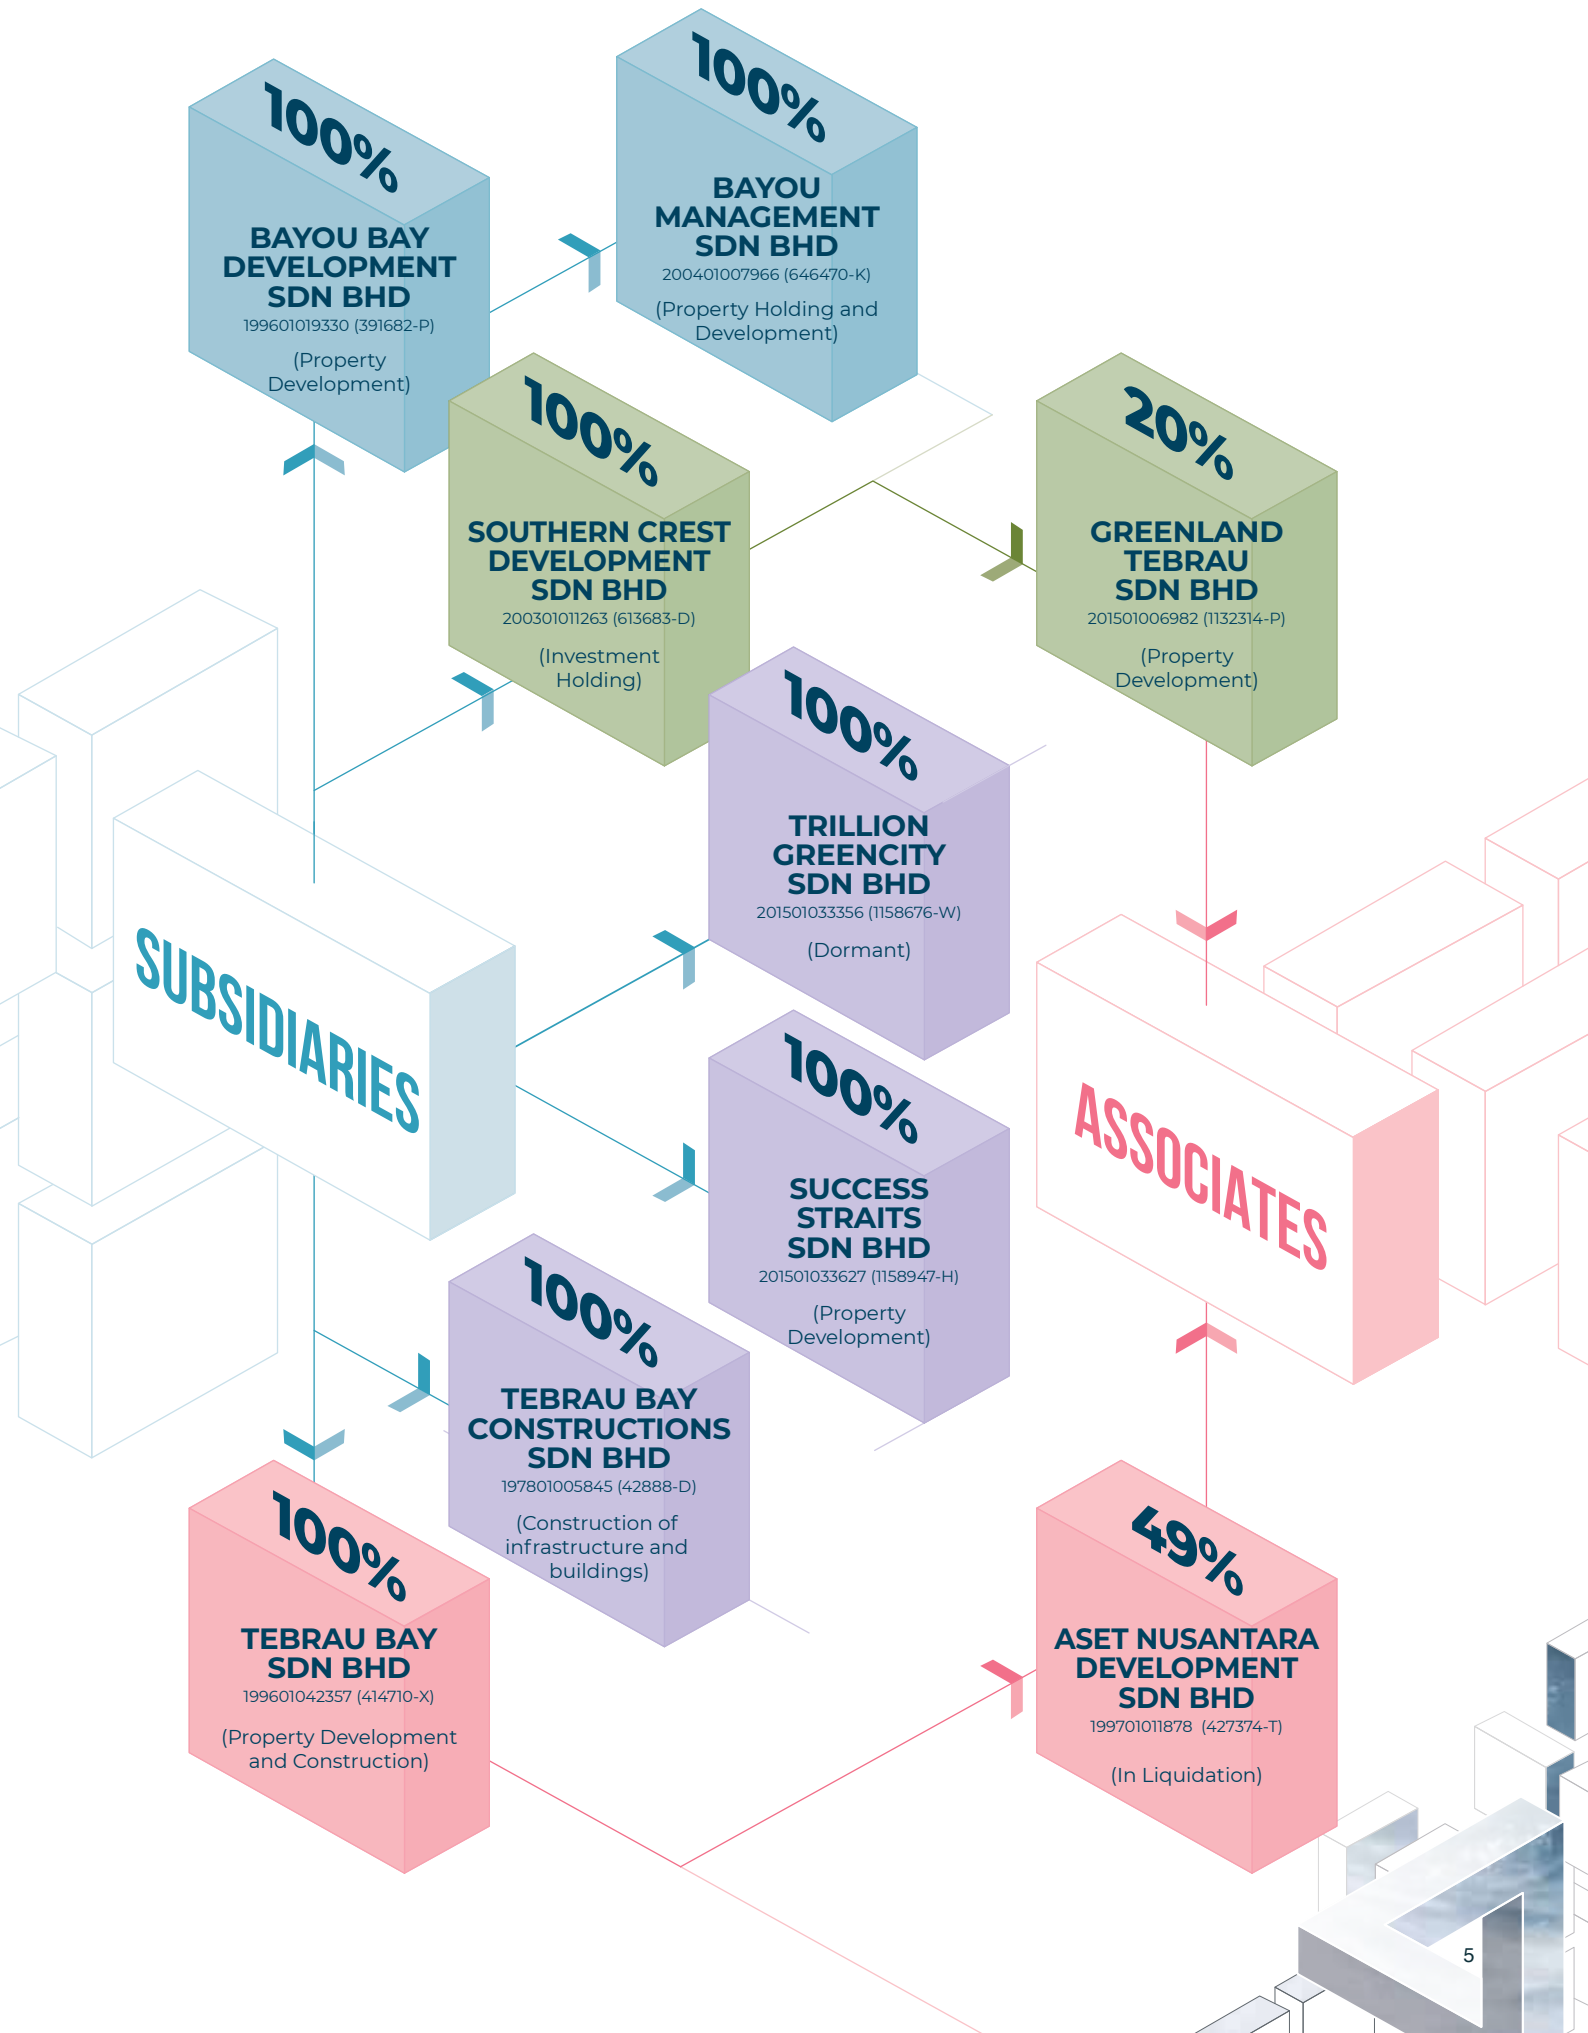 100%
BAYOU BAY
DEVELOPMENT
SDN BHD
199601019330 (391682-P)
(Property
Development)
100%
BAYOU
MANAGEMENT
SDN BHD
200401007966 (646470-K)
(Property Holding and
Development)
100%
SOUTHERN CREST
DEVELOPMENT
SDN BHD
200301011263 (613683-D)
(Investment
Holding)
20%
GREENLAND
TEBRAU
SDN BHD
201501006982 (1132314-P)
(Property
Development)
100%
TRILLION
GREENCITY
SDN BHD
201501033356 (1158676-W)
(Dormant)
SUBSIDIARIES
100%
SUCCESS
STRAITS
SDN BHD
201501033627 (1158947-H)
(Property
Development)
ASSOCIATES
100%
TEBRAU BAY
CONSTRUCTIONS
SDN BHD
197801005845 (42888-D)
(Construction of
infrastructure and
buildings)
100%
TEBRAU BAY
SDN BHD
199601042357 (414710-X)
(Property Development
and Construction)
49%
ASET NUSANTARA
DEVELOPMENT
SDN BHD
199701011878 (427374-T)
(In Liquidation)
5